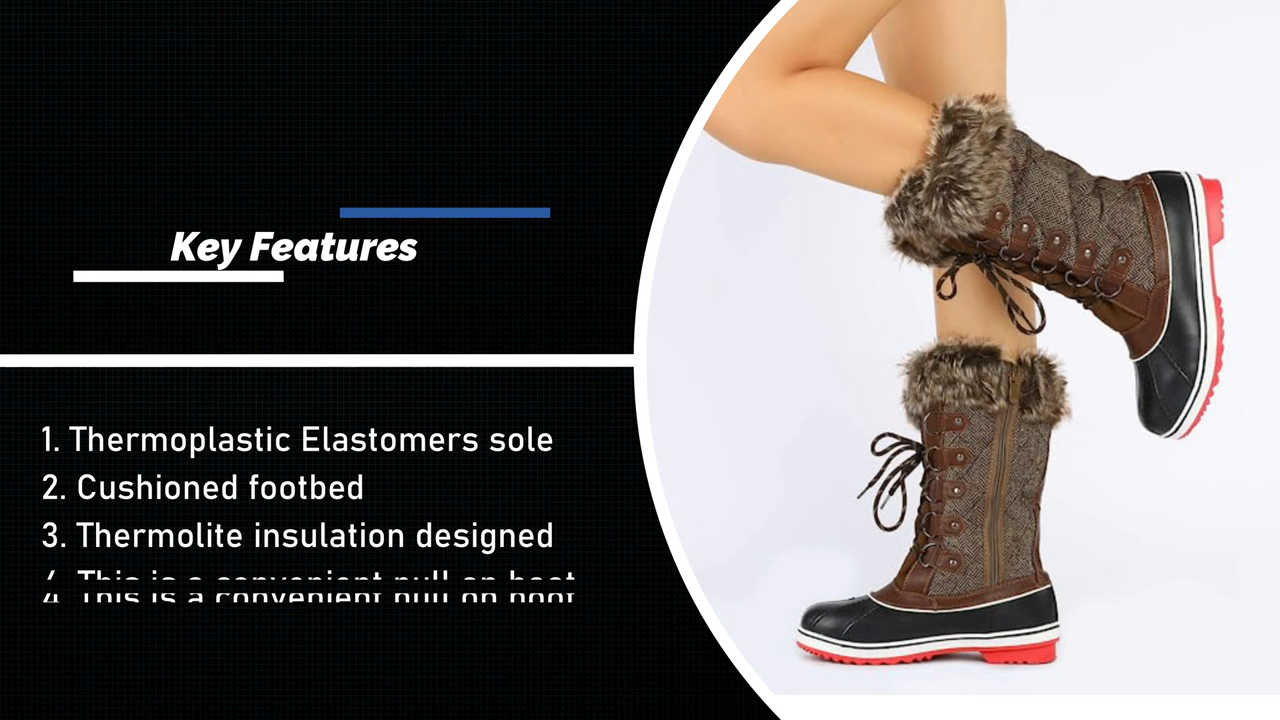 Key Features
1. Thermoplastic Elastomers sole
2. Cushioned footbed
3. Thermolite insulation designed
4. This is a convenient pull on boot